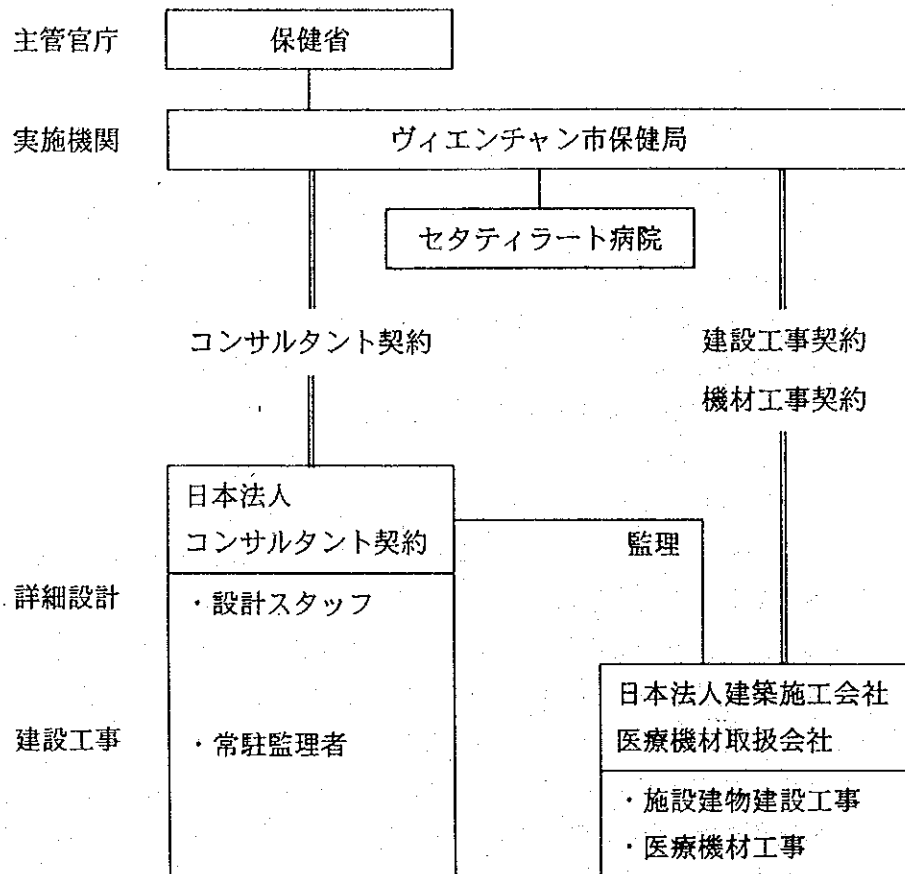 主管官庁
保健省
実施機関
ヴィエンチャン市保健局
セタティラート病院
コンサルタント契約
建設工事契約
機材工事契約
日本法人
コンサルタント契約
監理
詳細設計
・設計スタッフ
日本法人建築施工会社
建設工事
・常駐監理者
医療機材取扱会社
・施設建物建設工事
・医療機材工事